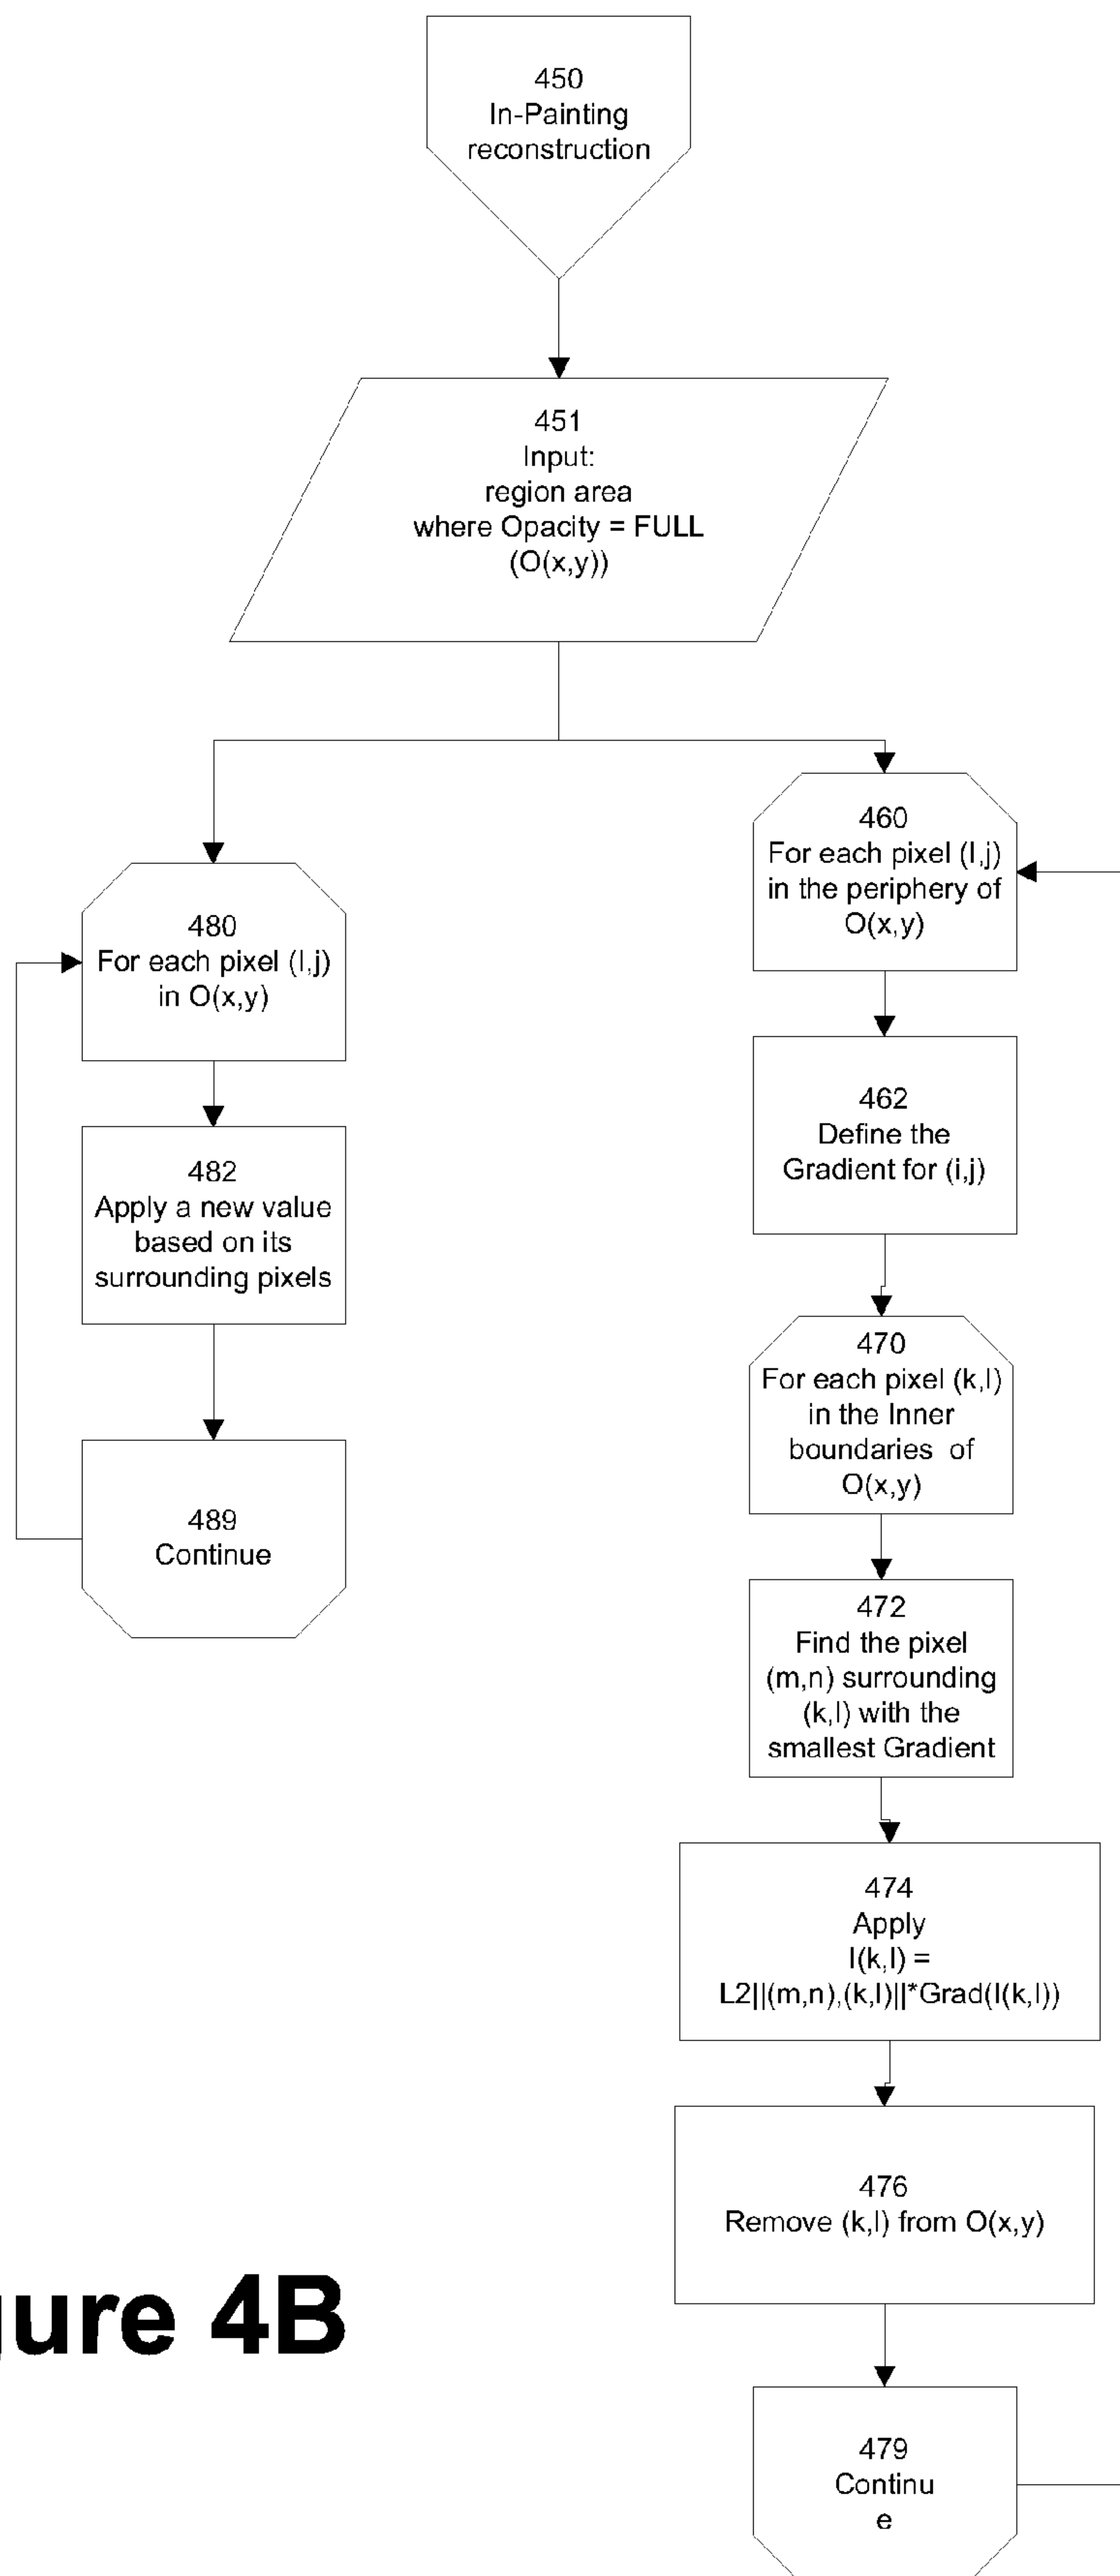 450
In-Painting
reconstruction
451
Input:
region area
where Opacity = FULL
(O(x,y))
480
For each pixel (I,j)
in O(x,y)
482
Apply a new value
based on its
surrounding pixels
489
Continue
460
For each pixel (I,j)
in the periphery of
O(x,y)
462
Define the
Gradient for (i,j)
470
For each pixel (k,l)
in the Inner
boundaries of
O(x,y)
472
Find the pixel
(m,n) surrounding
(k,l) with the
smallest Gradient
474
Apply
I(k,l) =
L2||(m,n),(k,l)||*Grad(I(k,l))
476
Remove (k,l) from O(x,y)
479
Continu
e
gure 4B